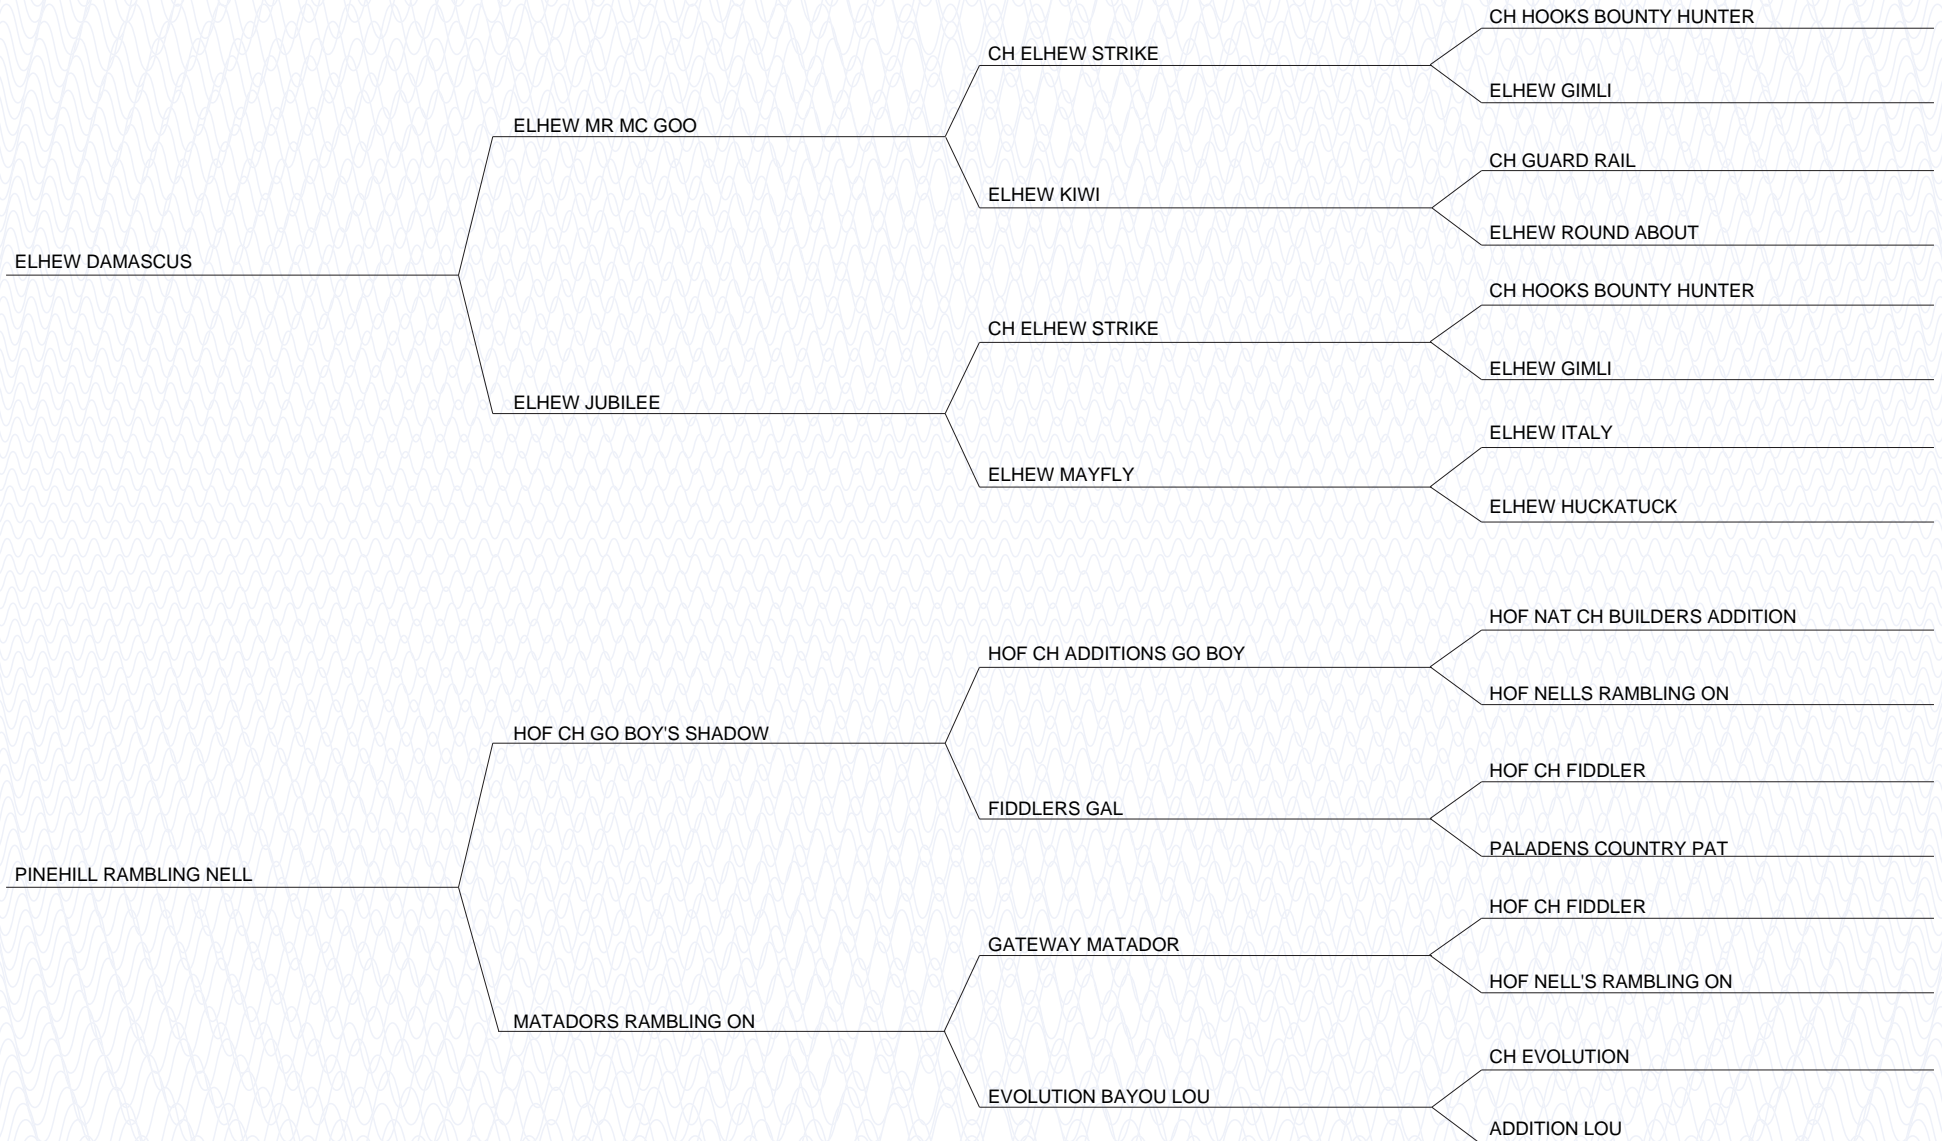 CH HOOKS BOUNTY HUNTER
CH ELHEW STRIKE
ELHEW GIMLI
ELHEW MR MC GOO
CH GUARD RAIL
ELHEW KIWI
ELHEW ROUND ABOUT
ELHEW DAMASCUS
CH HOOKS BOUNTY HUNTER
CH ELHEW STRIKE
ELHEW GIMLI
ELHEW JUBILEE
ELHEW ITALY
ELHEW MAYFLY
ELHEW HUCKATUCK
HOF NAT CH BUILDERS ADDITION
HOF CH ADDITIONS GO BOY
HOF NELLS RAMBLING ON
HOF CH GO BOY'S SHADOW
HOF CH FIDDLER
FIDDLERS GAL
PALADENS COUNTRY PAT
PINEHILL RAMBLING NELL
HOF CH FIDDLER
GATEWAY MATADOR
HOF NELL'S RAMBLING ON
MATADORS RAMBLING ON
CH EVOLUTION
EVOLUTION BAYOU LOU
ADDITION LOU